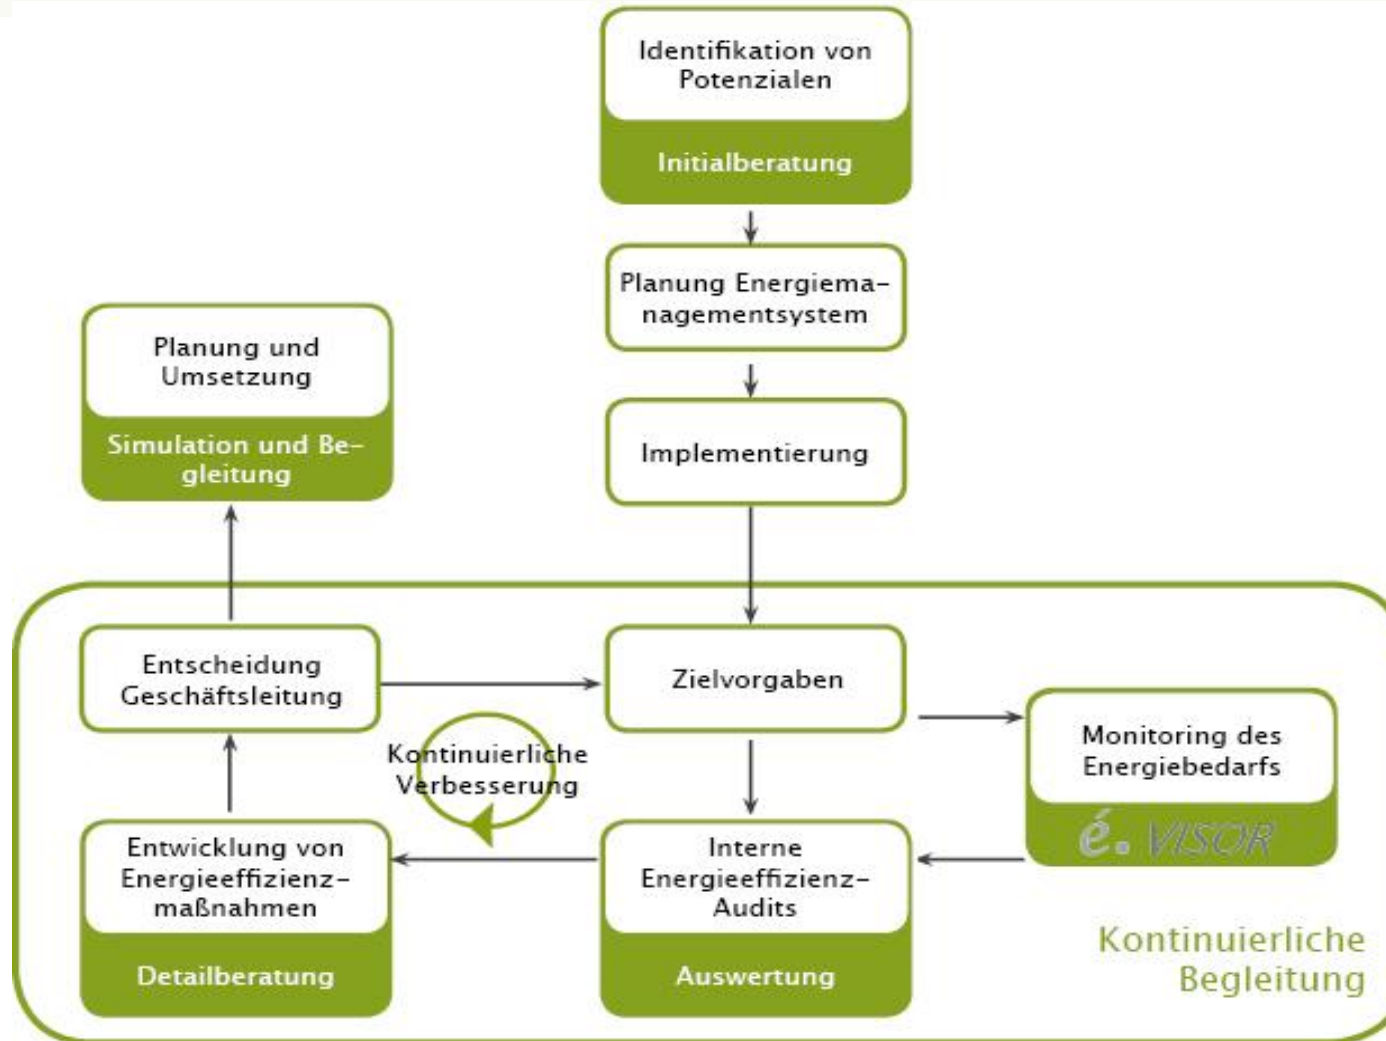 Identifikation von
Potenzialen
Initialberatung
Planung Energiema-
nagementsystem
Planung und
Umsetzung
Simulation und Be-
gleitung
Implementierung
Entscheidung
Geschäftsleitung
Zielvorgaben
Monitoring des
Energiebedarfs
é. VISOR
Kontinuierliche
Verbesserung
Entwicklung von
Energieeffizienz-
maßnahmen
Detailberatung
Interne
Energieeffizienz-
Audits
Auswertung
Kontinuierliche
Begleitung